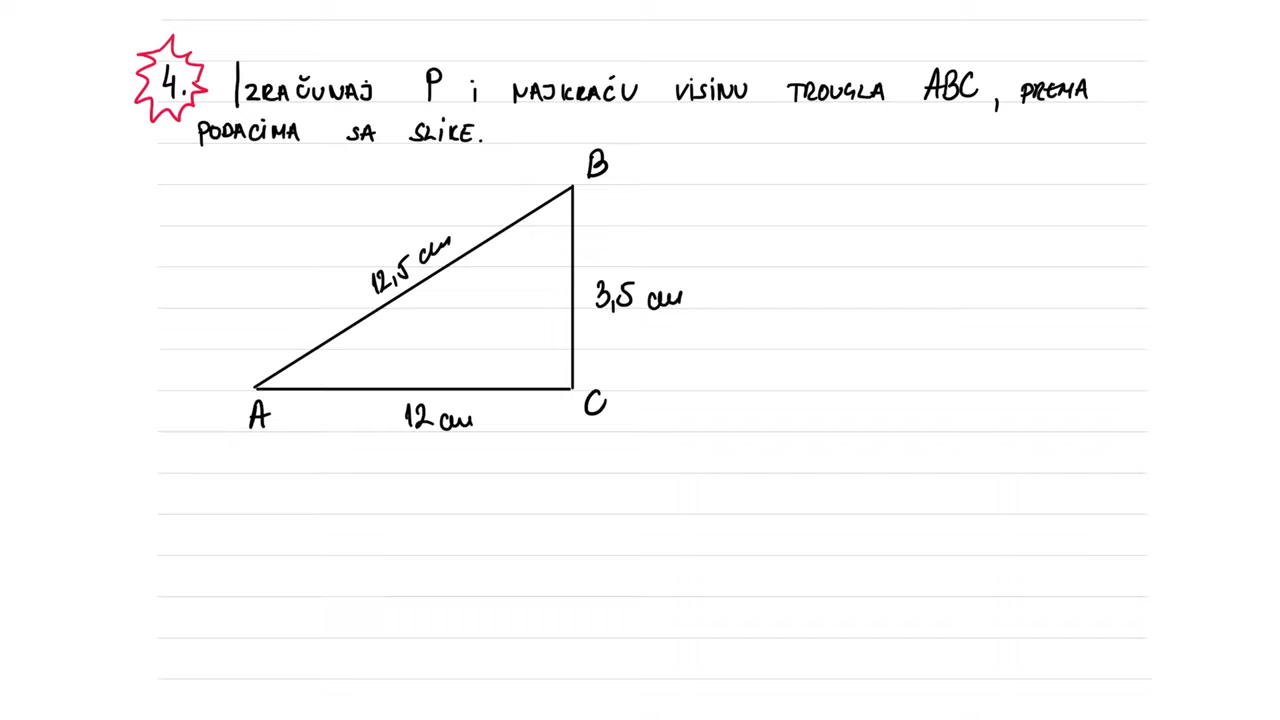 4. IZRAČUNAJ P i NAJKRAĆU VISINU TROUGLA ABC, PREMA
PODACIMA SA SLIKE.
B
12,5 cm
3,5 cm
A
12 cm
C